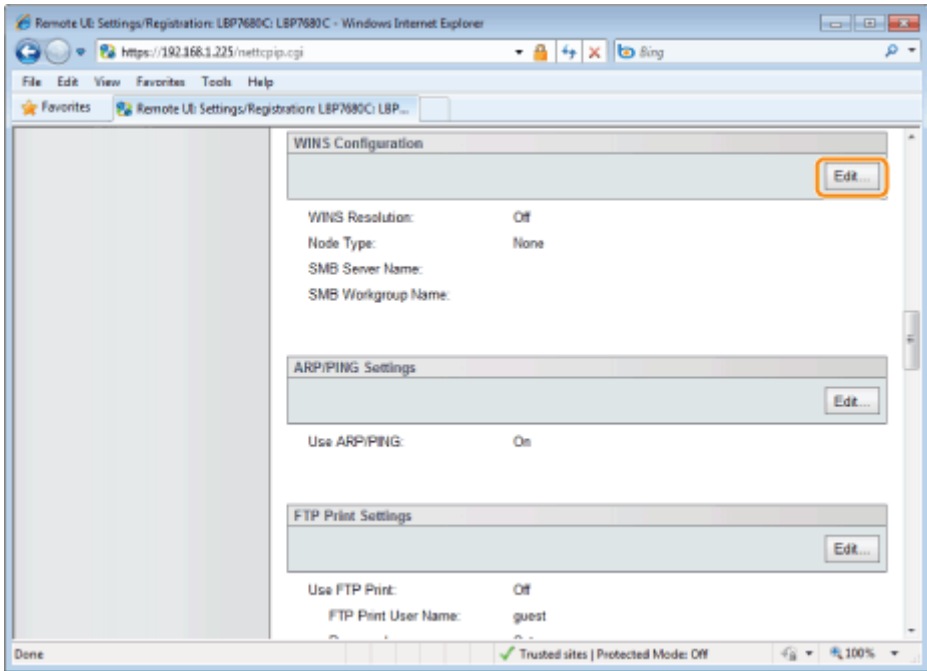 Remote UI: Settings/Registration: LBP7680C: LBP7680C - Windows Internet Explorer
https://192.168.1.225/nettcpip.cgi
Bing
File Edit View Favorites Tools Help
Favorites Remote UI: Settings/Registration: LBP7680C: LBP...
WINS Configuration
Edit...
WINS Resolution: Off
Node Type: None
SMB Server Name:
SMB Workgroup Name:
ARP/PING Settings
Edit...
Use ARP/PING: On
FTP Print Settings
Edit...
Use FTP Print: Off
FTP Print User Name: guest
Done Trusted sites | Protected Mode: Off 100%